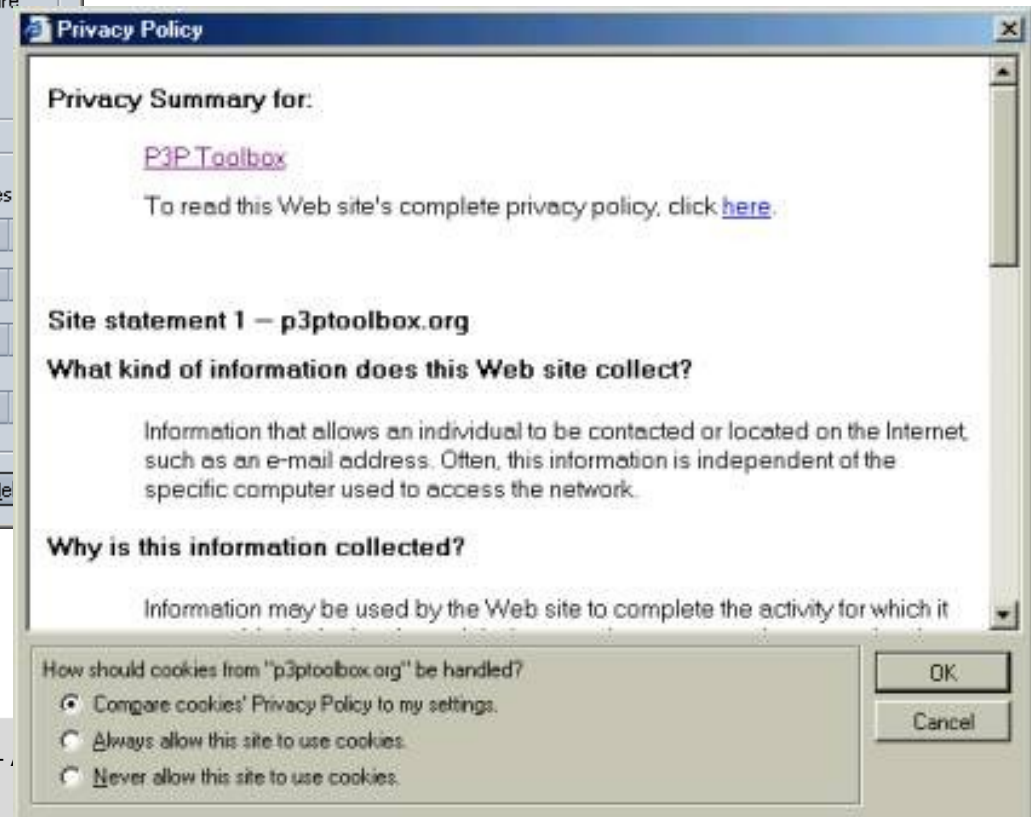 Privacy Policy
Privacy Summary for:
P3P Toolbox
To read this Web site's complete privacy policy, click here.
Site statement 1 – p3ptoolbox.org
What kind of information does this Web site collect?
Information that allows an individual to be contacted or located on the Internet,
such as an e-mail address. Often, this information is independent of the
specific computer used to access the network.
Why is this information collected?
Information may be used by the Web site to complete the activity for which it
How should cookies from "p3ptoolbox.org" be handled?
Compare cookies' Privacy Policy to my settings.
Always allow this site to use cookies.
Never allow this site to use cookies.
OK
Cancel